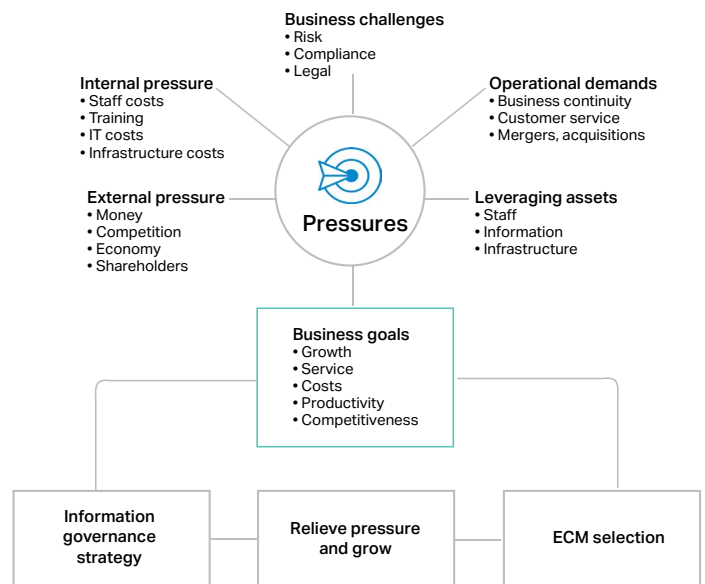 Business challenges
• Risk
• Compliance
• Legal
Internal pressure
• Staff costs
• Training
• IT costs
• Infrastructure costs
Operational demands
• Business continuity
• Customer service
• Mergers, acquisitions
External pressure
• Money
• Competition
• Economy
• Shareholders
Pressures
Leveraging assets
• Staff
• Information
• Infrastructure
Business goals
• Growth
• Service
• Costs
• Productivity
• Competitiveness
Information
governance
strategy
Relieve pressure
and grow
ECM selection